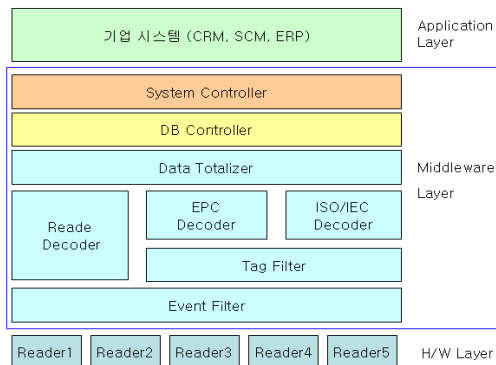 기업 시스템 (CRM, SCM, ERP)
Application
Layer
System Controller
DB Controller
Data Totalizer
Middleware
Layer
Reade
Decoder
EPC
Decoder
ISO/IEC
Decoder
Tag Filter
Event Filter
Reader1
Reader2
Reader3
Reader4
Reader5
H/W Layer